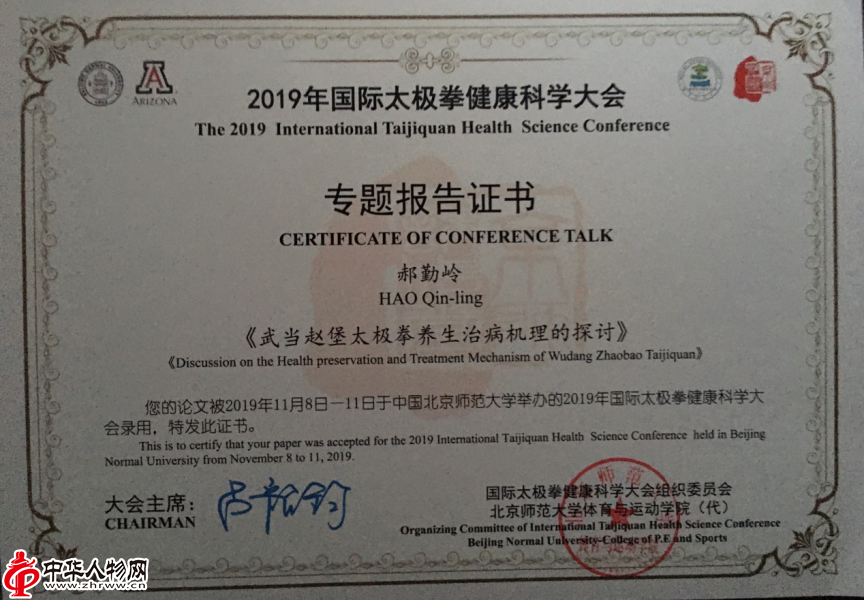 ARIZONA
2019年国际太极拳健康科学大会
The 2019 International Taijiquan Health Science Conference
专题报告证书
CERTIFICATE OF CONFERENCE TALK
郝勤岭
HAO Qin-ling
《武当赵堡太极拳养生治病机理的探讨》
《Discussion on the Health preservation and Treatment Mechanism of Wudang Zhaobao Taijiquan》
您的论文被2019年11月8日—11日于中国北京师范大学举办的2019年国际太极拳健康科学大
会录用，特发此证书。
This is to certify that your paper was accepted for the 2019 International Taijiquan Health Science Conference held in Beijing
Normal University from November 8 to 11, 2019.
大会主席：
CHAIRMAN
国际太极拳健康科学大会组织委员会
北京师范大学体育与运动学院（代）
Organizing Committee of International Taijiquan Health Science Conference
Beijing Normal University-College of P.E and Sports
中华人物网
www.zhrww.cn